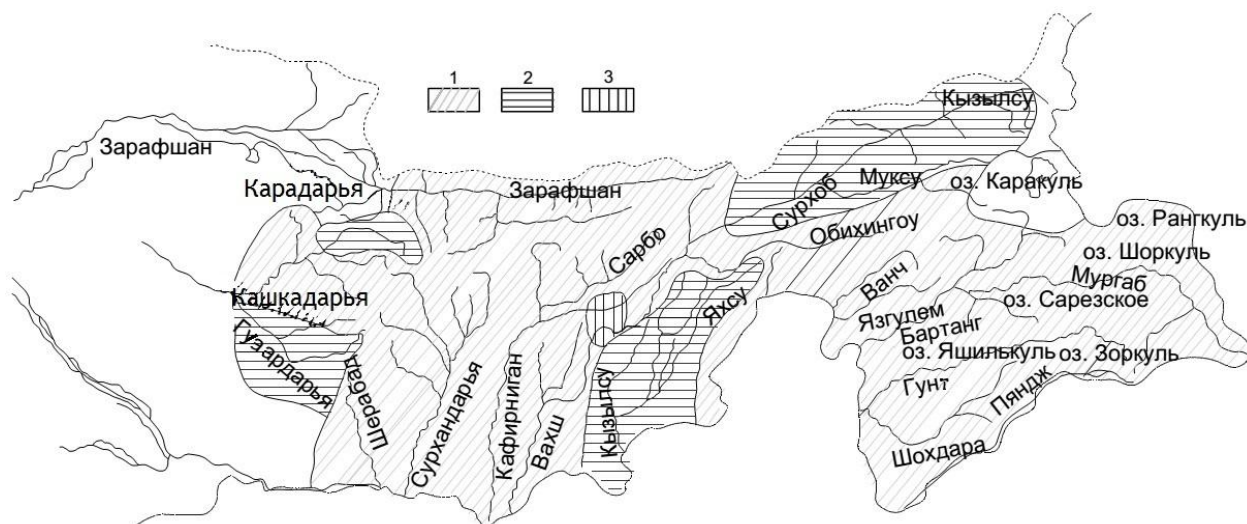 1
2
3
Кызылсу
Зарафшан
Муксу
оз. Каракуль
Карадарья
Зарафшан
Сурхоб
оз. Рангкуль
Обихингоу
Сарбо
оз. Шоркуль
Ванч
Мургаб
Кашкадарья
Яхсу
оз. Сарезское
Язгулем
Бартанг
Гузардарья
оз. Яшилькуль
оз. Зоркуль
Шерабад
Сурхандарья
Кафирниган
Вахш
Кызылсу
Гунт
Пяндж
Шохдара